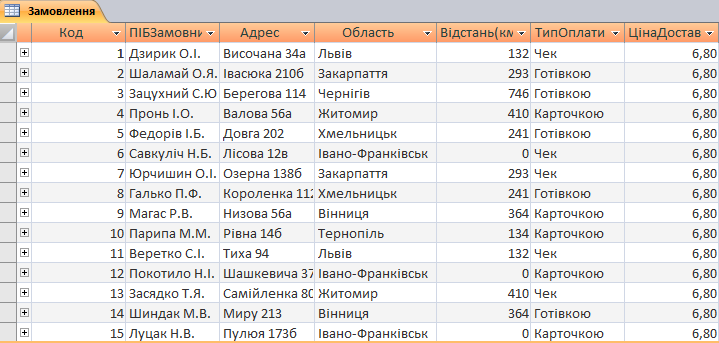 Замовлення
Код ПІБЗамовни Адрес Область Відстань(км ТипОплати ЦінаДостав
1 Дзирик О.І. Височана 34а Львів 132 Чек 6,80
2 Шаламай О.Я. Івасюка 210б Закарпаття 293 Готівкою 6,80
3 Зацухний С.Ю Берегова 114 Чернігів 746 Готівкою 6,80
4 Пронь І.О. Валова 56а Житомир 410 Карточкою 6,80
5 Федорів І.Б. Довга 202 Хмельницьк 241 Готівкою 6,80
6 Савкуліч Н.Б. Лісова 12в Івано-Франківськ 0 Чек 6,80
7 Юрчишин О.І. Озерна 138б Закарпаття 293 Чек 6,80
8 Галько П.Ф. Короленка 112 Хмельницьк 241 Готівкою 6,80
9 Магас Р.В. Низова 56а Вінниця 364 Карточкою 6,80
10 Парипа М.М. Рівна 14б Тернопіль 134 Карточкою 6,80
11 Веретко С.І. Тиха 94 Львів 132 Чек 6,80
12 Покотило Н.І. Шашкевича 37 Івано-Франківськ 0 Карточкою 6,80
13 Засядко Т.Я. Самійленка 80 Житомир 410 Чек 6,80
14 Шиндак М.В. Миру 213 Вінниця 364 Готівкою 6,80
15 Луцак Н.В. Пулюя 173б Івано-Франківськ 0 Карточкою 6,80